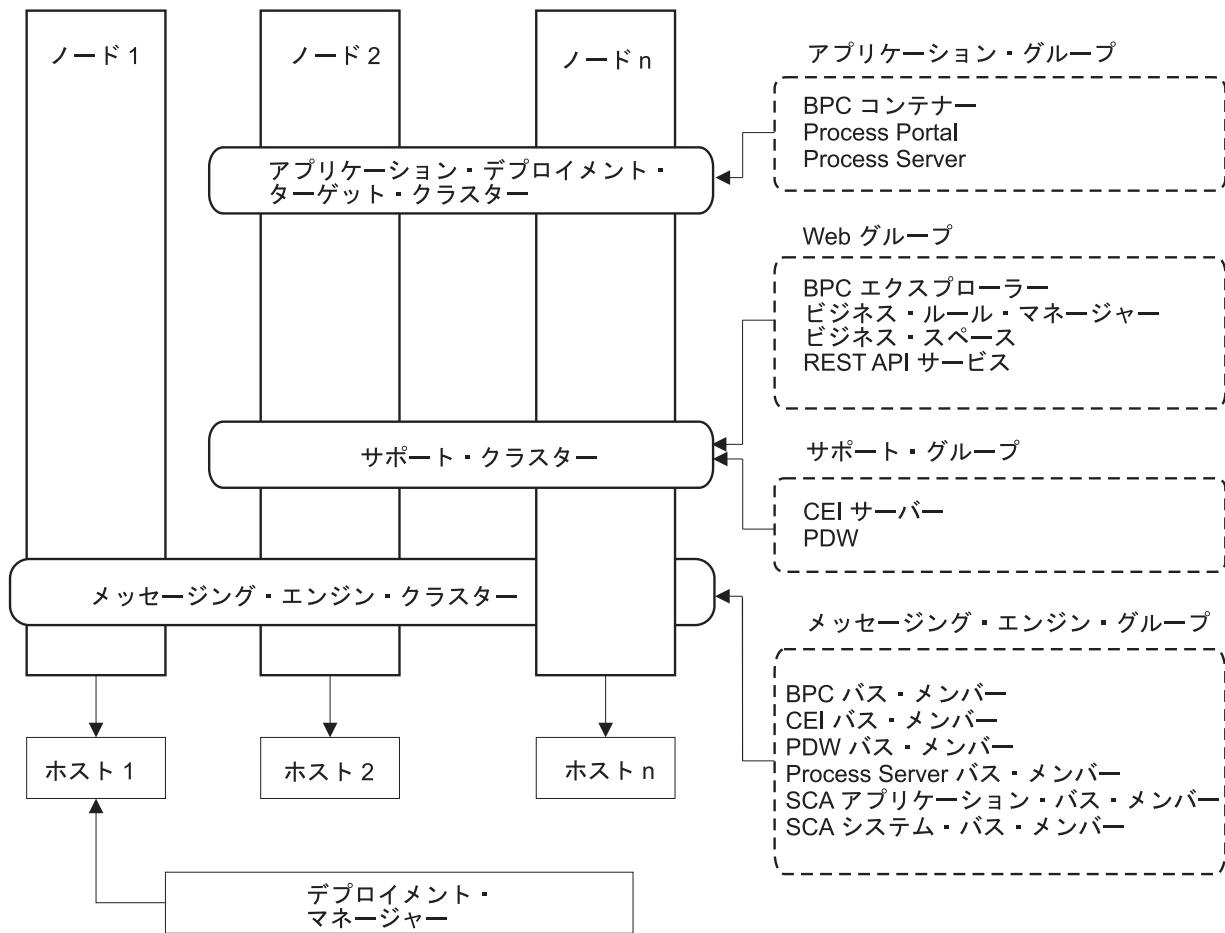 ノード 1
ノード 2
ノード n
アプリケーション・グループ
BPC コンテナー
Process Portal
Process Server
アプリケーション・デプロイメント・
ターゲット・クラスター
Web グループ
BPC エクスプローラー
ビジネス・ルール・マネージャー
ビジネス・スペース
REST API サービス
サポート・クラスター
サポート・グループ
CEI サーバー
PDW
メッセージング・エンジン・クラスター
メッセージング・エンジン・グループ
BPC バス・メンバー
CEI バス・メンバー
PDW バス・メンバー
Process Server バス・メンバー
SCA アプリケーション・バス・メンバー
SCA システム・バス・メンバー
ホスト 1
ホスト 2
ホスト n
デプロイメント・
マネージャー